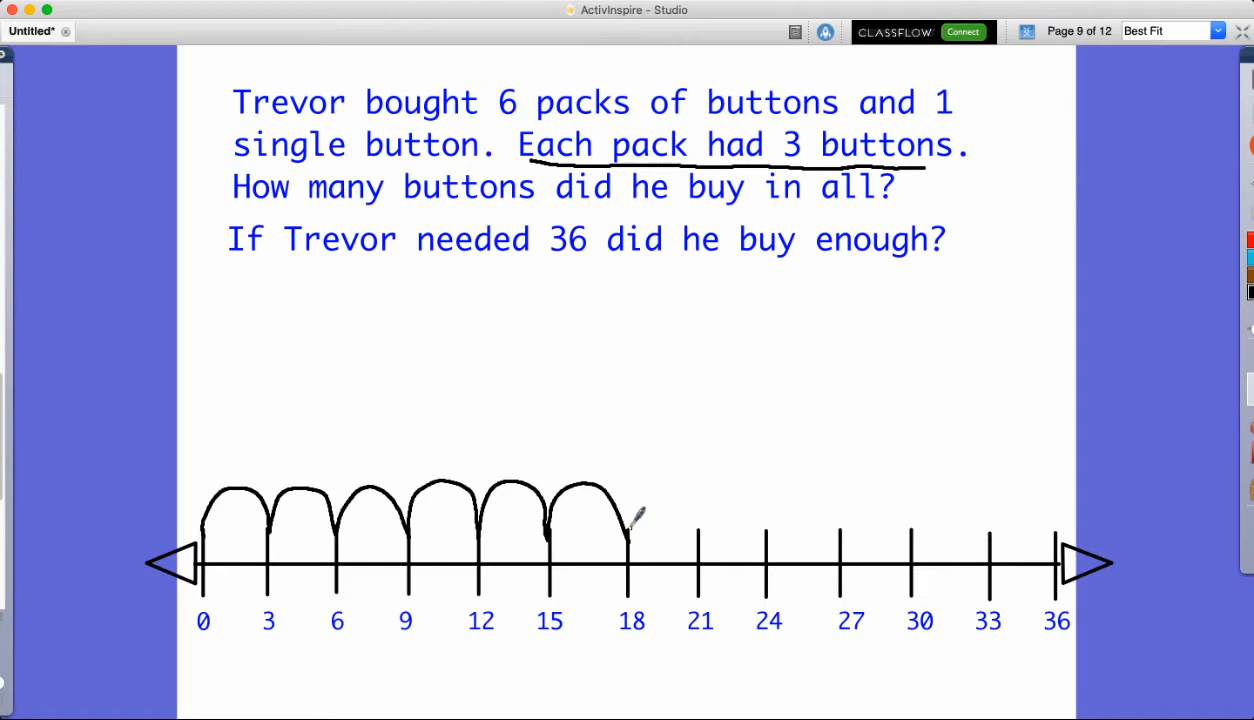 ActivInspire - Studio
Untitled*
CLASSFLOW Connect
Page 9 of 12
Best Fit
Trevor bought 6 packs of buttons and 1
single button. Each pack had 3 buttons.
How many buttons did he buy in all?
If Trevor needed 36 did he buy enough?
0 3 6 9 12 15 18 21 24 27 30 33 36